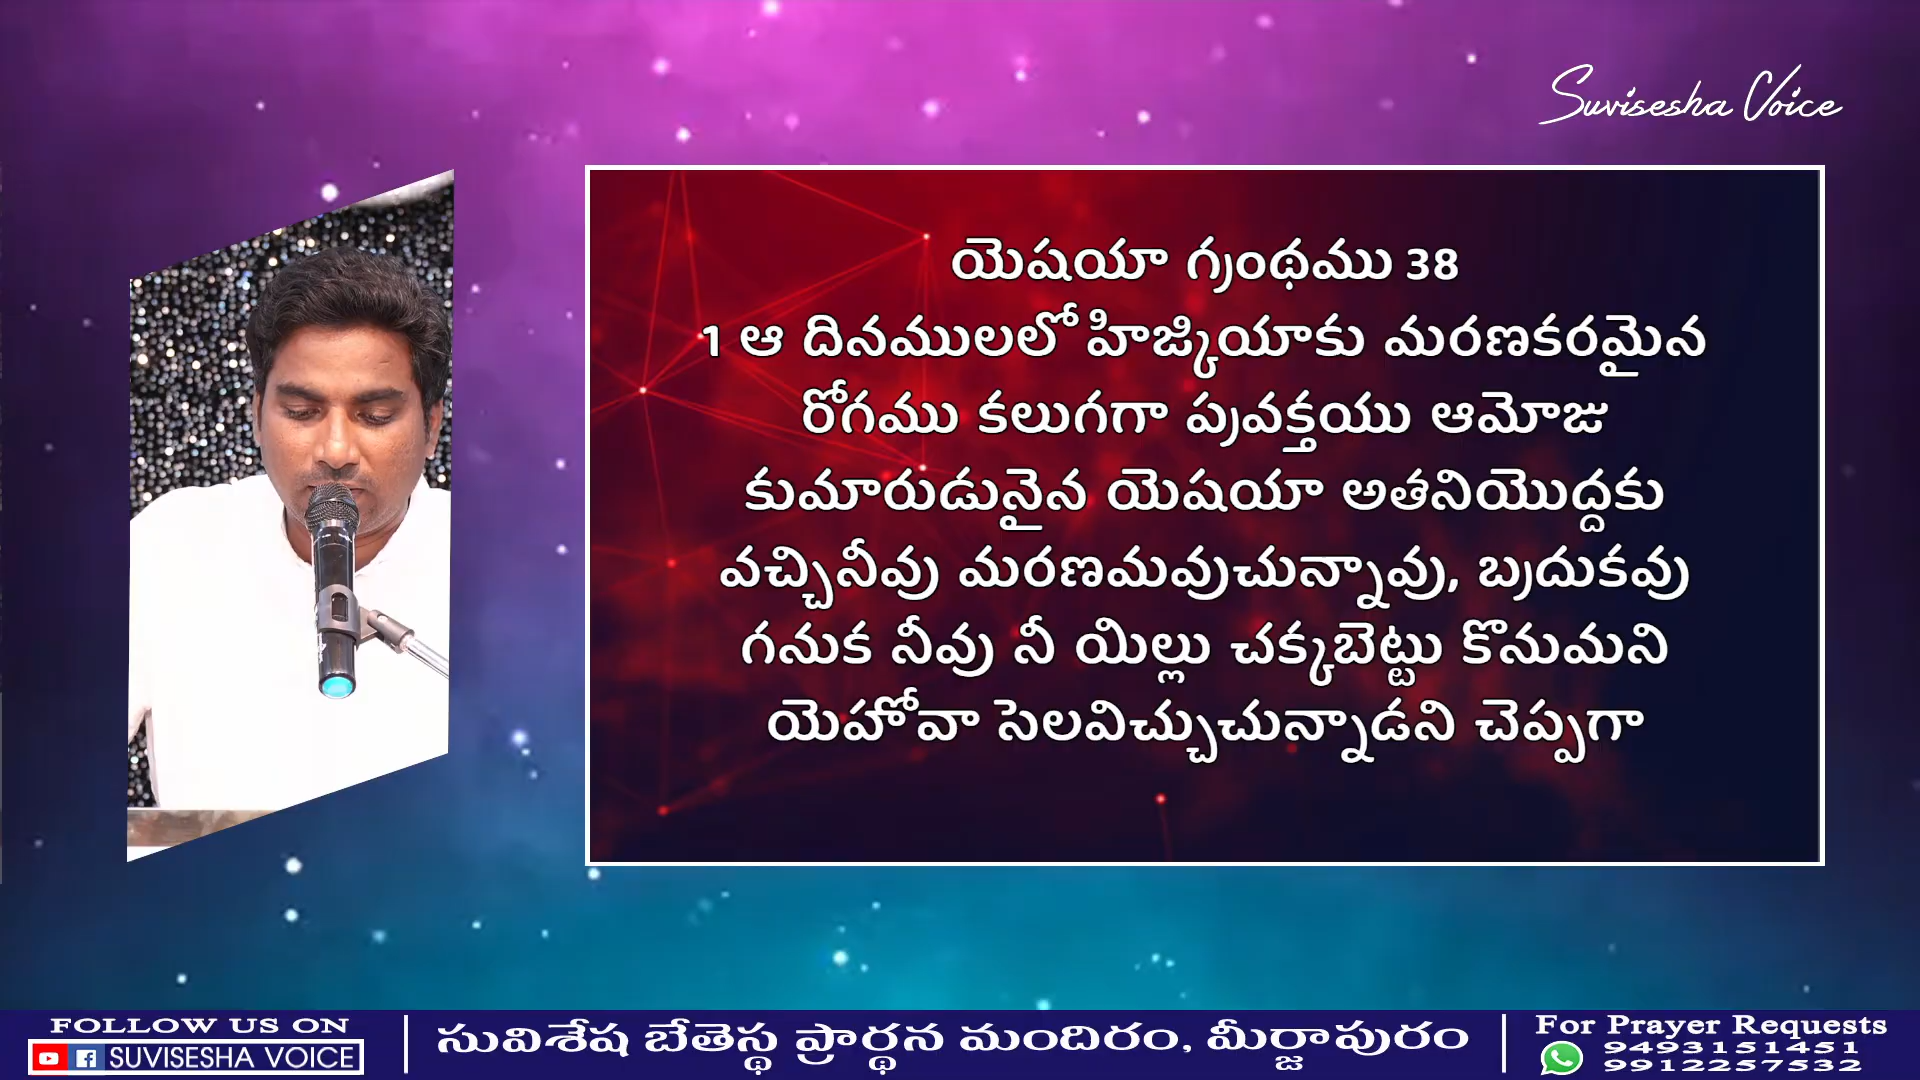 Suvisesha Voice
యెషయా గ్రంథము 38
1 ఆ దినములలో హిజ్కియాకు మరణకరమైన
రోగము కలుగగా ప్రవక్తయు ఆమోజు
కుమారుడునైన యెషయా అతనియొద్దకు
వచ్చినీవు మరణమవుచున్నావు, బ్రదుకవు
గనుక నీవు నీ యిల్లు చక్కబెట్టు కొనుమని
యెహోవా సెలవిచ్చుచున్నాడని చెప్పగా
FOLLOW US ON
SUVISESHA VOICE
సువిశేష బేతెస్థ ప్రార్థన మందిరం, మీర్జాపురం
For Prayer Requests
9493151451
9912257532